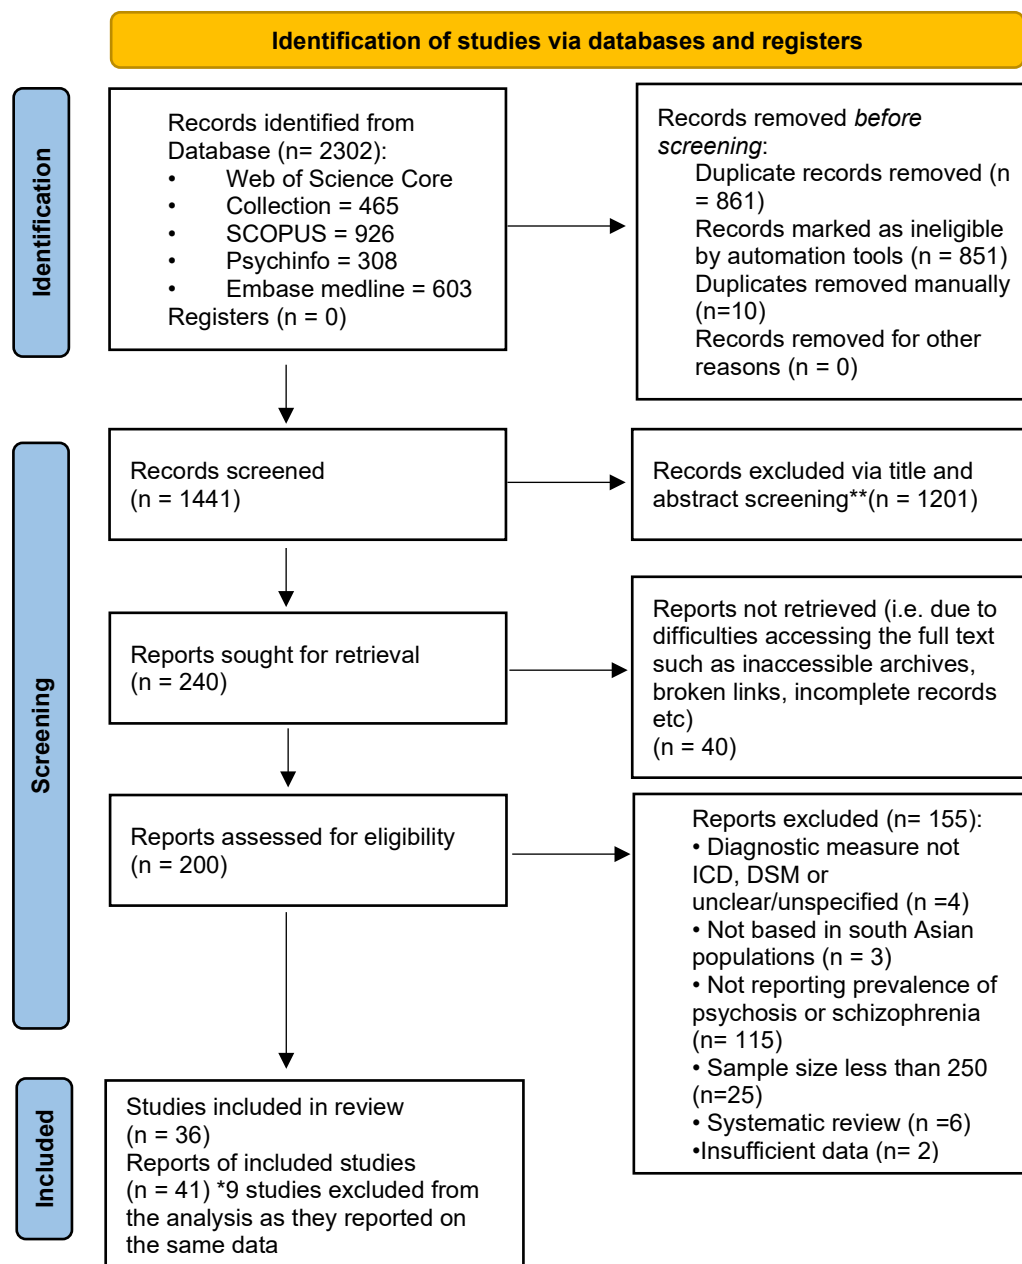 Identification of studies via databases and registers
Identification
Records identified from
Database (n= 2302):
• Web of Science Core
• Collection = 465
• SCOPUS = 926
• Psychinfo = 308
• Embase medline = 603
Registers (n = 0)
Records removed before
screening:
Duplicate records removed (n
= 861)
Records marked as ineligible
by automation tools (n = 851)
Duplicates removed manually
(n=10)
Records removed for other
reasons (n = 0)
Screening
Records screened
(n = 1441)
Records excluded via title and
abstract screening**(n = 1201)
Reports sought for retrieval
(n = 240)
Reports not retrieved (i.e. due to
difficulties accessing the full text
such as inaccessible archives,
broken links, incomplete records
etc)
(n = 40)
Reports assessed for eligibility
(n = 200)
Reports excluded (n= 155):
• Diagnostic measure not
ICD, DSM or
unclear/unspecified (n =4)
• Not based in south Asian
populations (n = 3)
• Not reporting prevalence of
psychosis or schizophrenia
(n= 115)
• Sample size less than 250
(n=25)
• Systematic review (n =6)
•Insufficient data (n= 2)
Included
Studies included in review
(n = 36)
Reports of included studies
(n = 41) *9 studies excluded from
the analysis as they reported on
the same data